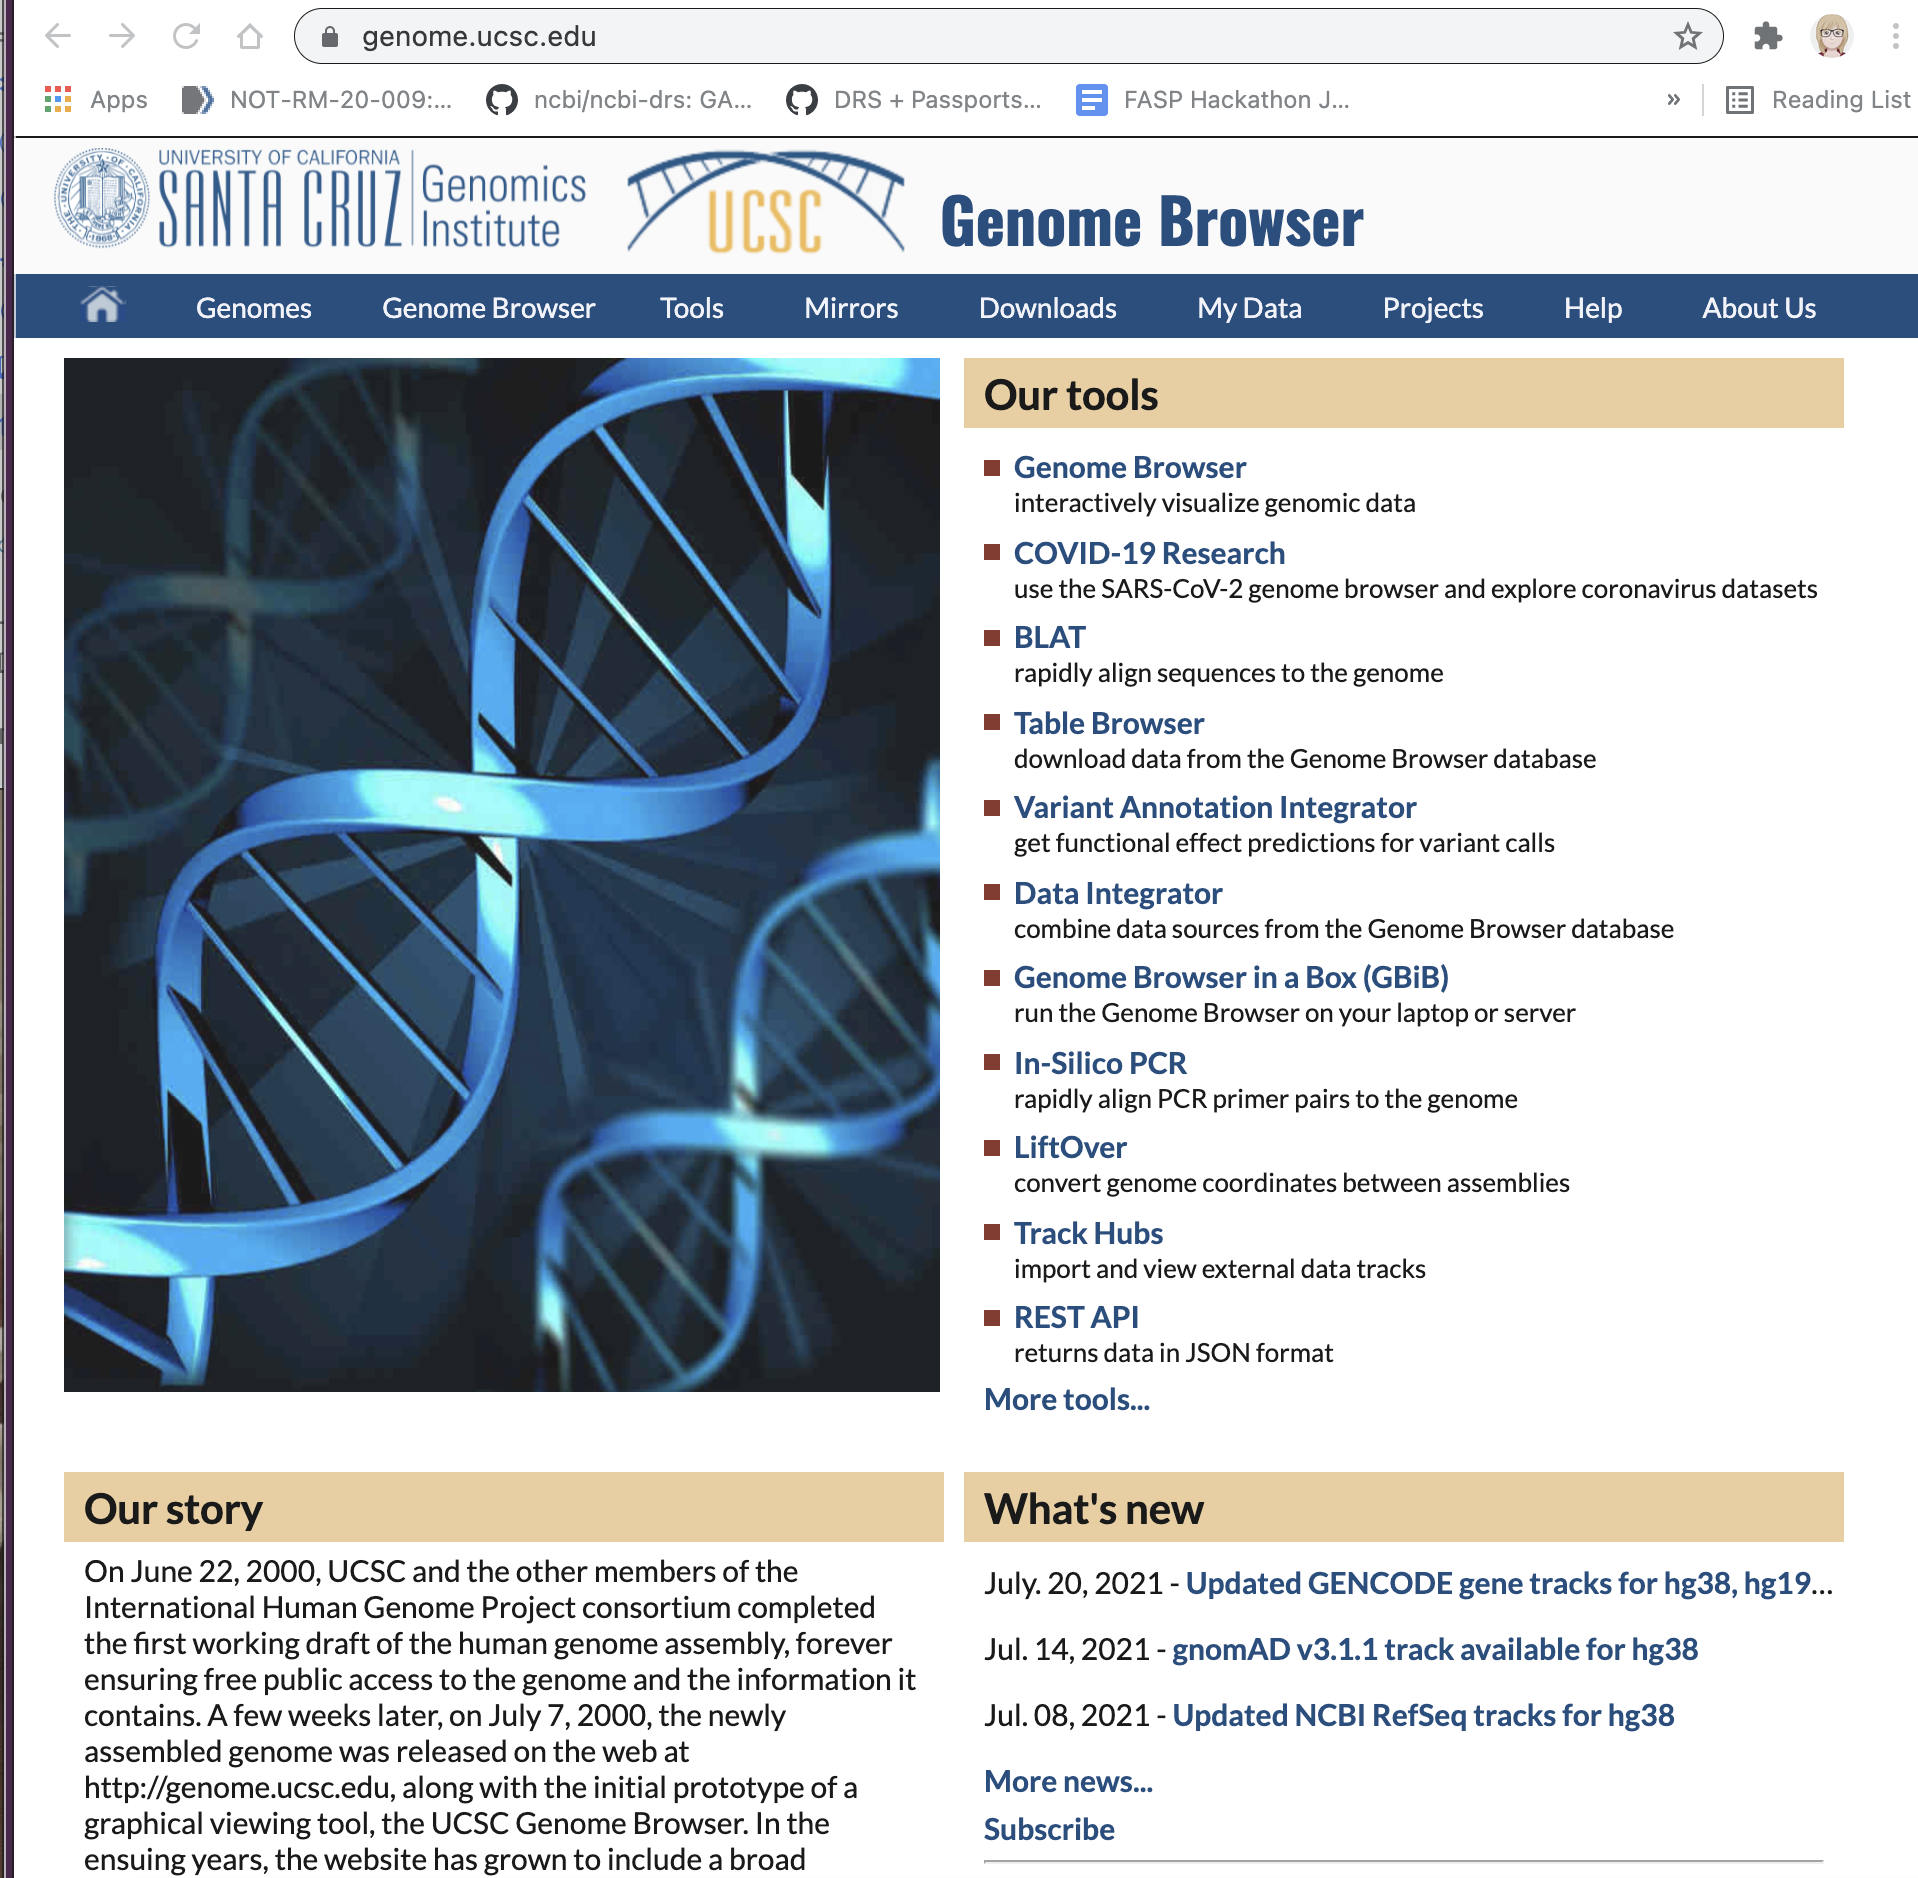 genome.ucsc.edu
Apps
NOT-RM-20-009:...
ncbi/ncbi-drs: GA...
DRS + Passports...
FASP Hackathon J...
»
Reading List
UNIVERSITY OF CALIFORNIA
SANTA CRUZ
Genomics
Institute
UCSC
Genome Browser
Genomes
Genome Browser
Tools
Mirrors
Downloads
My Data
Projects
Help
About Us
Our tools
Genome Browser
interactively visualize genomic data
COVID-19 Research
use the SARS-CoV-2 genome browser and explore coronavirus datasets
BLAT
rapidly align sequences to the genome
Table Browser
download data from the Genome Browser database
Variant Annotation Integrator
get functional effect predictions for variant calls
Data Integrator
combine data sources from the Genome Browser database
Genome Browser in a Box (GBiB)
run the Genome Browser on your laptop or server
In-Silico PCR
rapidly align PCR primer pairs to the genome
LiftOver
convert genome coordinates between assemblies
Track Hubs
import and view external data tracks
REST API
returns data in JSON format
More tools...
Our story
On June 22, 2000, UCSC and the other members of the
International Human Genome Project consortium completed
the first working draft of the human genome assembly, forever
ensuring free public access to the genome and the information it
contains. A few weeks later, on July 7, 2000, the newly
assembled genome was released on the web at
http://genome.ucsc.edu, along with the initial prototype of a
graphical viewing tool, the UCSC Genome Browser. In the
ensuing years, the website has grown to include a broad
What's new
July. 20, 2021 - Updated GENCODE gene tracks for hg38, hg19...
Jul. 14, 2021 - gnomAD v3.1.1 track available for hg38
Jul. 08, 2021 - Updated NCBI RefSeq tracks for hg38
More news...
Subscribe